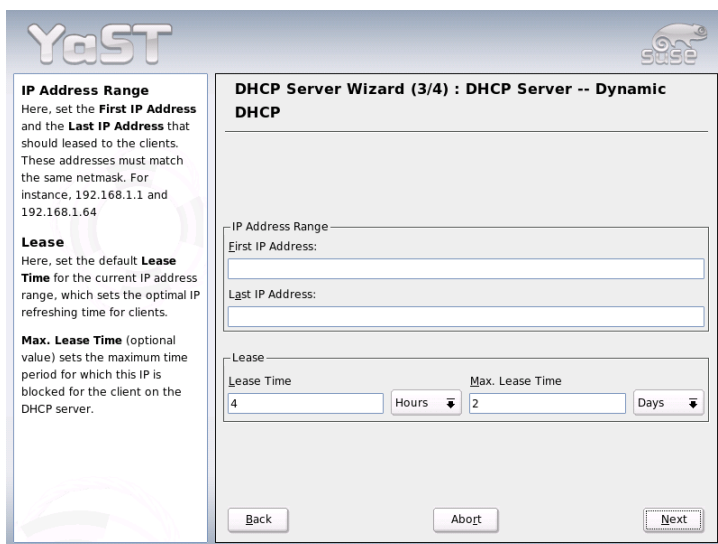 YaST
SUSE
IP Address Range
Here, set the First IP Address
and the Last IP Address that
should leased to the clients.
These addresses must match
the same netmask. For
instance, 192.168.1.1 and
192.168.1.64
Lease
Here, set the default Lease
Time for the current IP address
range, which sets the optimal IP
refreshing time for clients.
Max. Lease Time (optional
value) sets the maximum time
period for which this IP is
blocked for the client on the
DHCP server.
DHCP Server Wizard (3/4) : DHCP Server -- Dynamic
DHCP
IP Address Range
First IP Address:
Last IP Address:
Lease
Lease Time
Max. Lease Time
4
Hours
2
Days
Back
Abort
Next